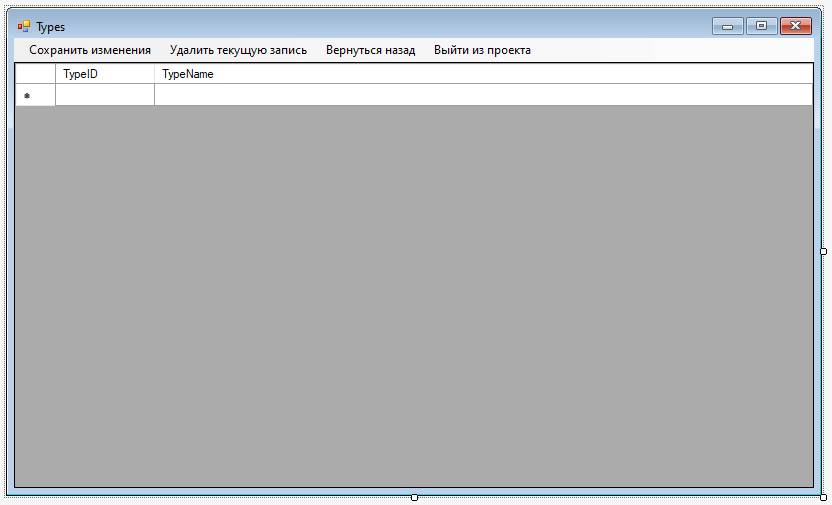 Types
Сохранить изменения Удалить текущую запись Вернуться назад Выйти из проекта
TypeID TypeName